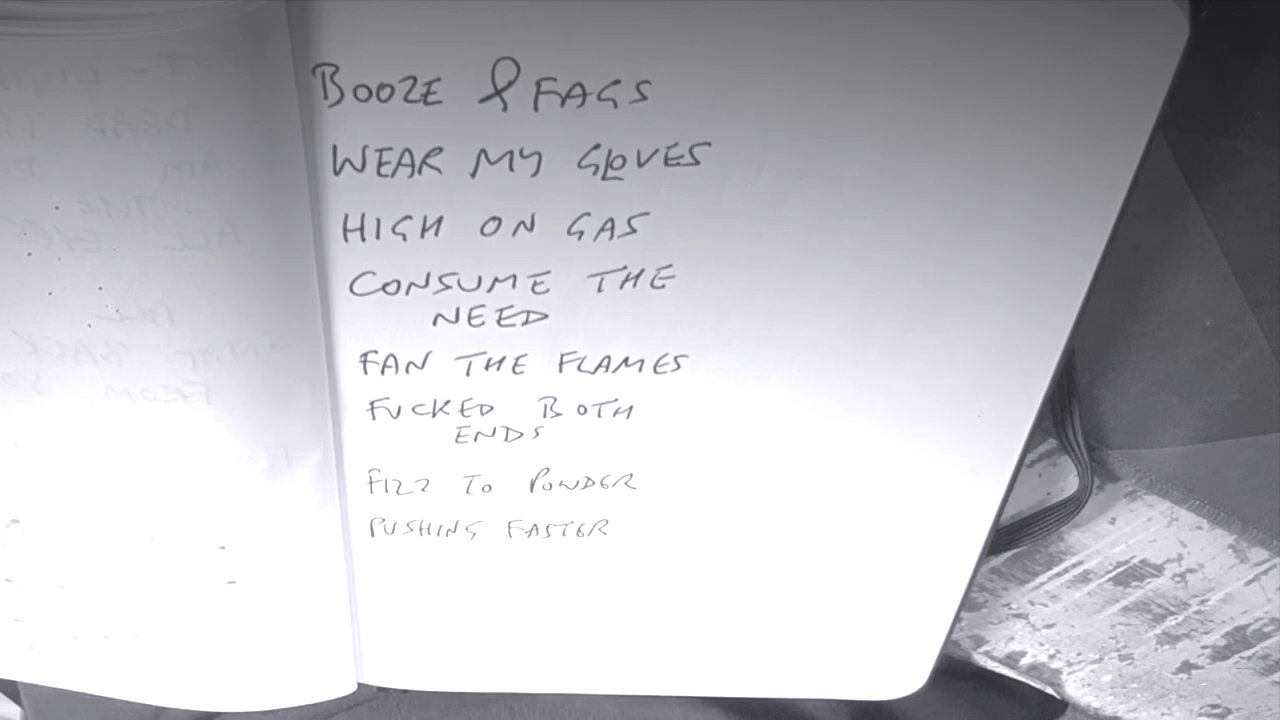 BOOZE & FAGS
WEAR MY GLOVES
HIGH ON GAS
CONSUME THE
NEED
FAN THE FLAMES
FUCKED BOTH
ENDS
FIZZ TO POWDER
PUSHING FASTER